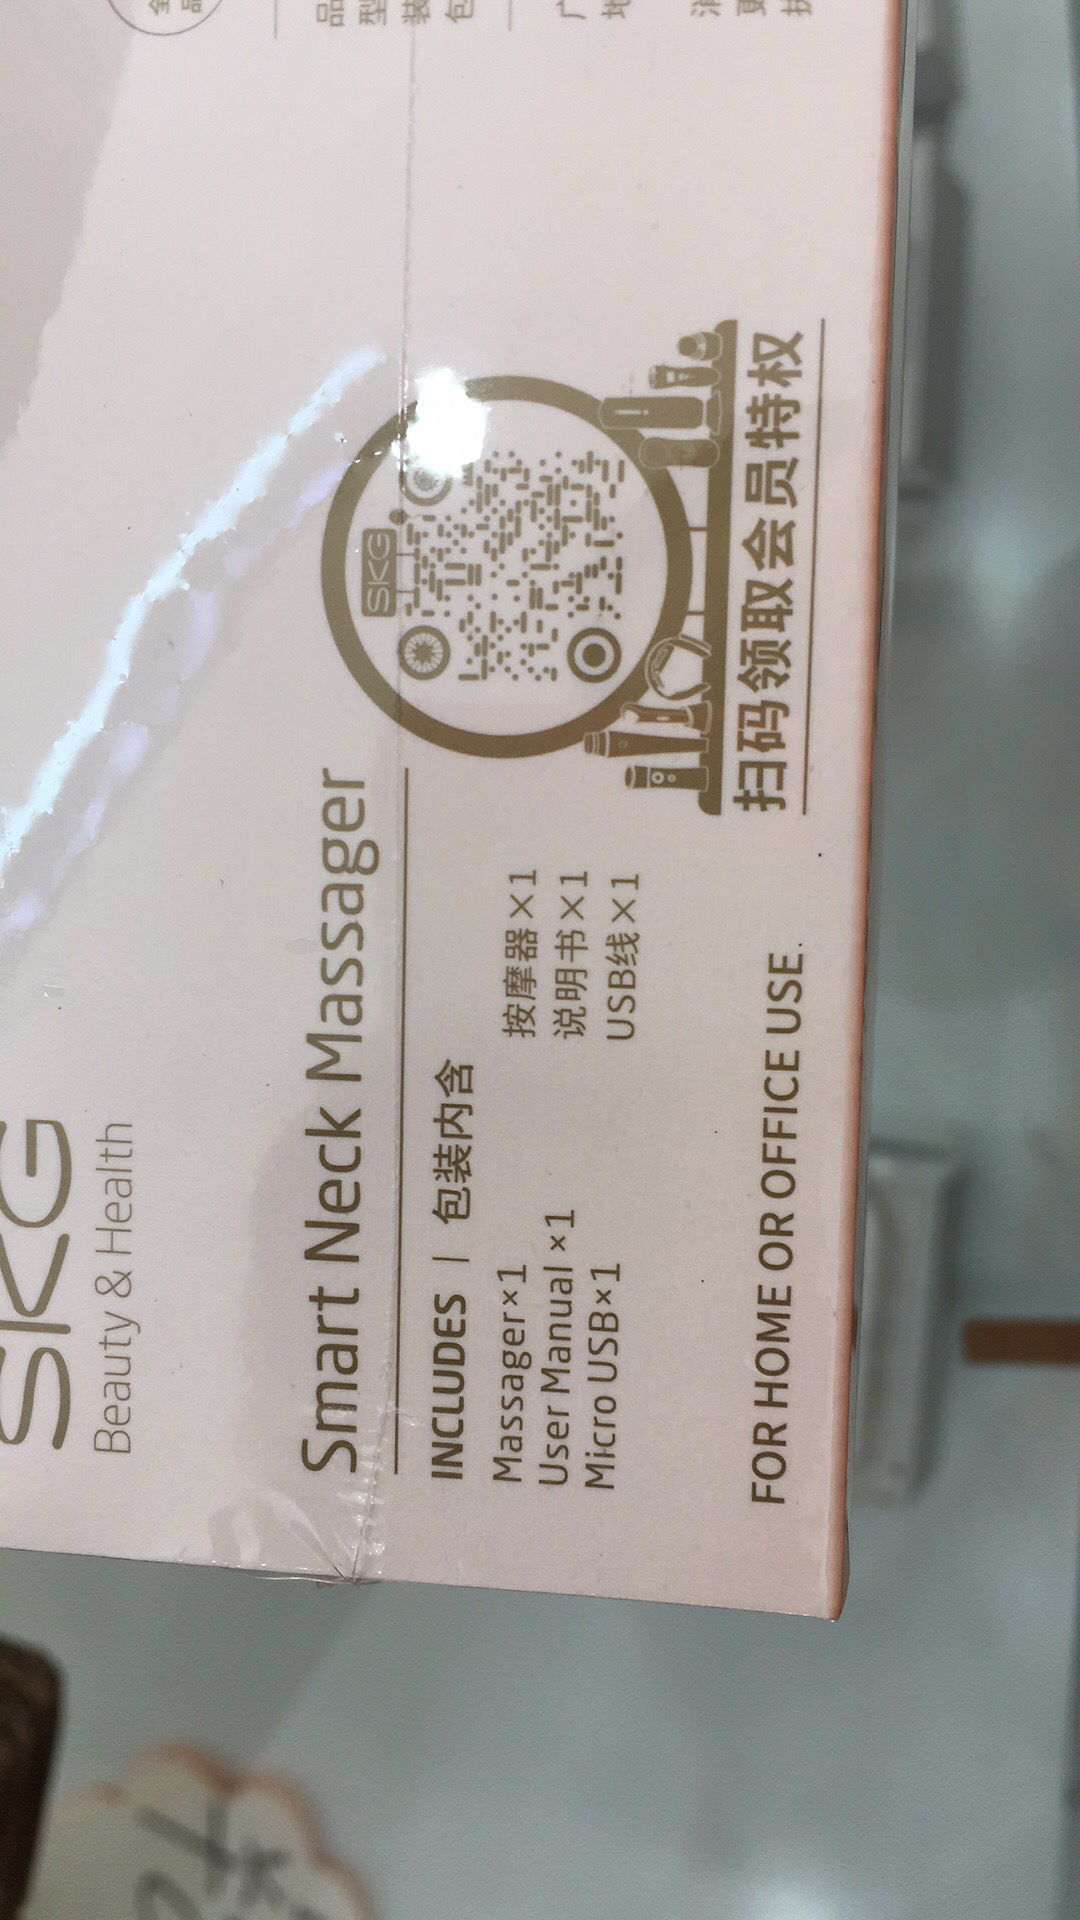 SKG
Beauty & Health
Smart Neck Massager
INCLUDES | 包装内含
Massager×1 按摩器×1
User Manual ×1 说明书×1
Micro USB×1 USB线×1
FOR HOME OR OFFICE USE.
SKG
扫码领取会员特权